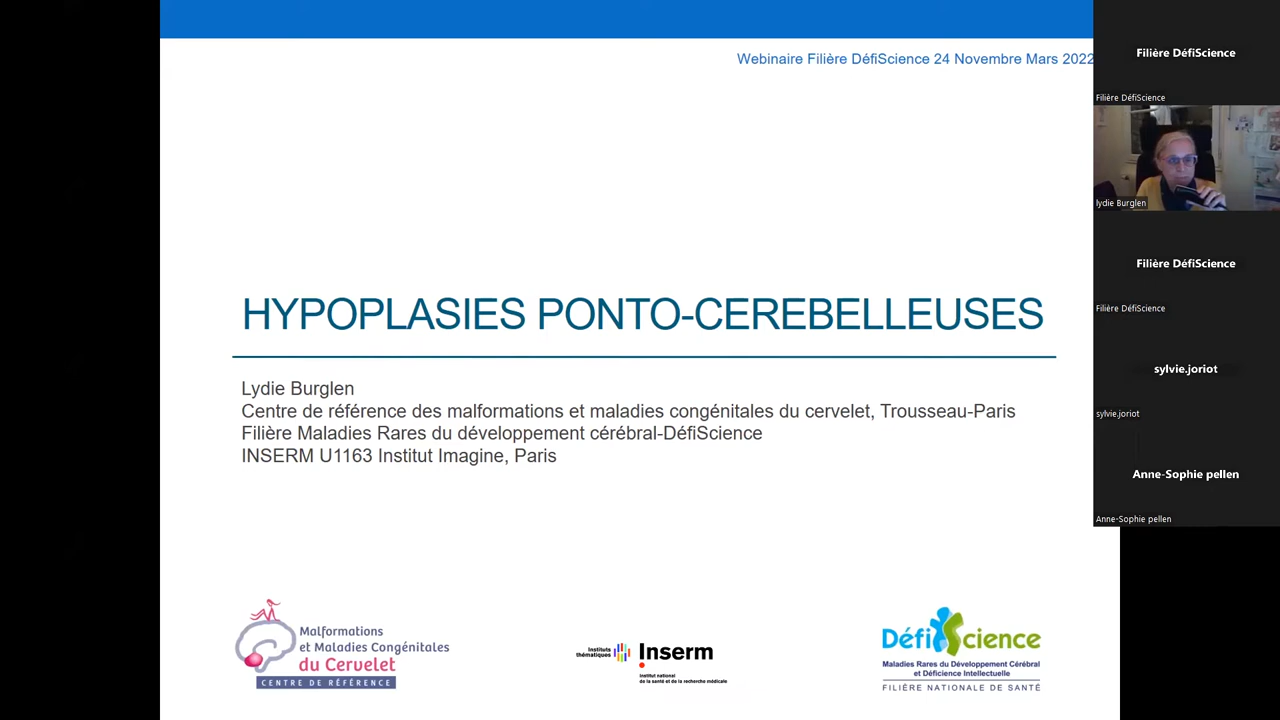 Webinaire Filière DéfiScience 24 Novembre Mars 2022
HYPOPLASIES PONTO-CEREBELLEUSES
Lydie Burglen
Centre de référence des malformations et maladies congénitales du cervelet, Trousseau-Paris
Filière Maladies Rares du développement cérébral-DéfiScience
INSERM U1163 Institut Imagine, Paris
Malformations
et Maladies Congénitales
du Cervelet
CENTRE DE RÉFÉRENCE
Instituts
thématiques
Inserm
Institut national
de la santé et de la recherche médicale
DéfiScience
Maladies Rares du Développement Cérébral
et Déficience Intellectuelle
FILIÈRE NATIONALE DE SANTÉ
Filière DéfiScience
Filière DéfiScience
lydie Burglen
Filière DéfiScience
Filière DéfiScience
sylvie.joriot
sylvie.joriot
Anne-Sophie pellen
Anne-Sophie pellen